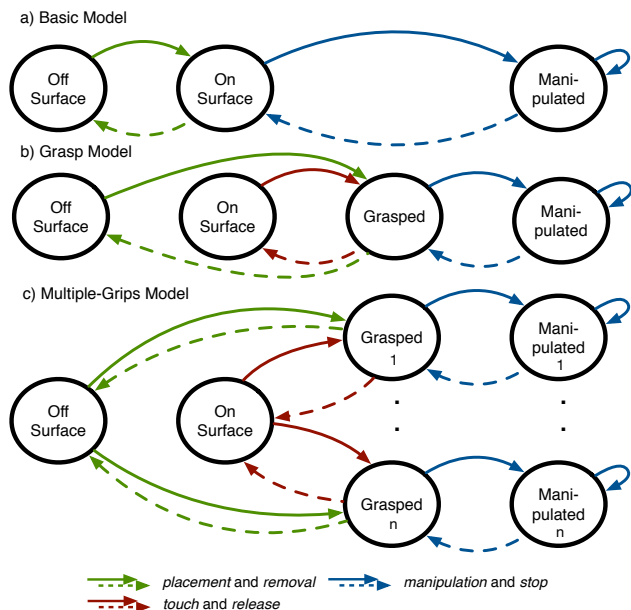 a) Basic Model
Off
Surface
On
Surface
Mani-
pulated
b) Grasp Model
Off
Surface
On
Surface
Grasped
Mani-
pulated
c) Multiple-Grips Model
Grasped
1
Mani-
pulated
1
Off
Surface
On
Surface
Grasped
n
Mani-
pulated
n
placement and removal
manipulation and stop
touch and release